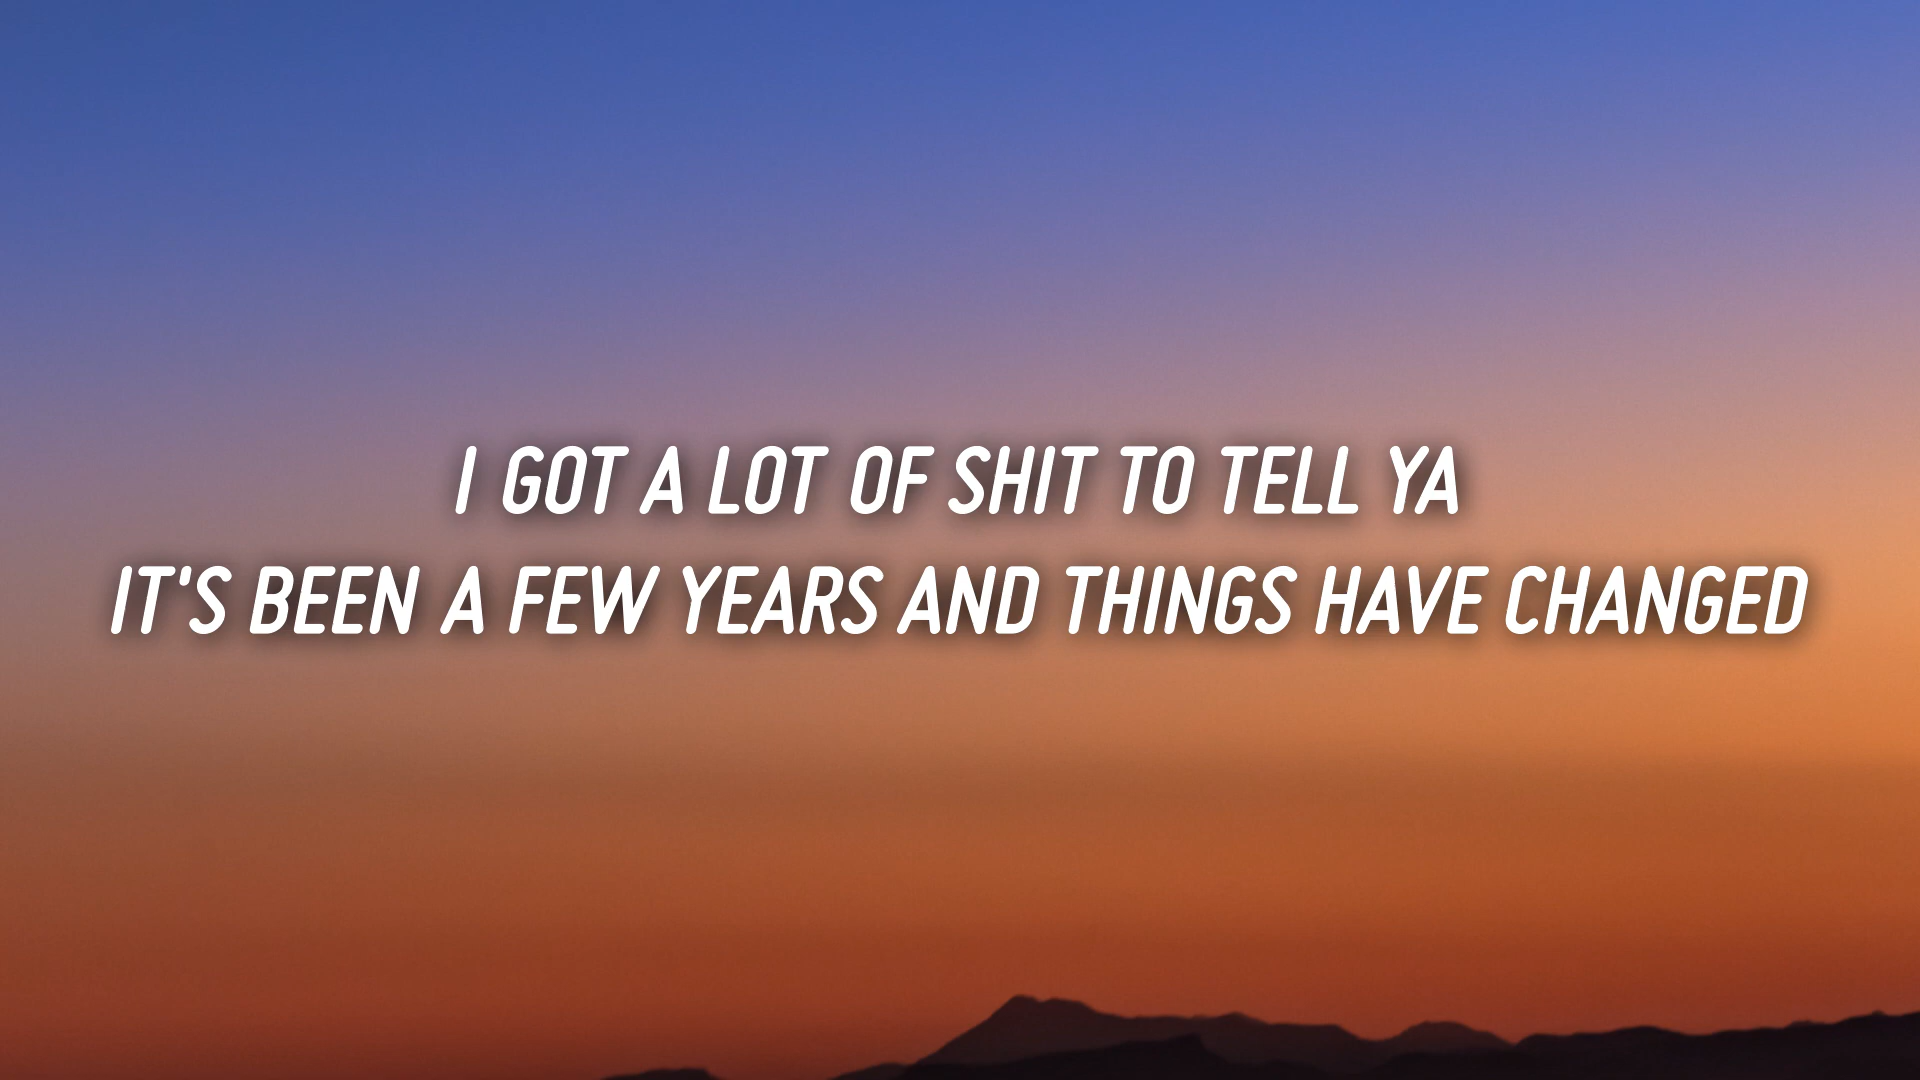 I GOT A LOT OF SHIT TO TELL YA
IT'S BEEN A FEW YEARS AND THINGS HAVE CHANGED